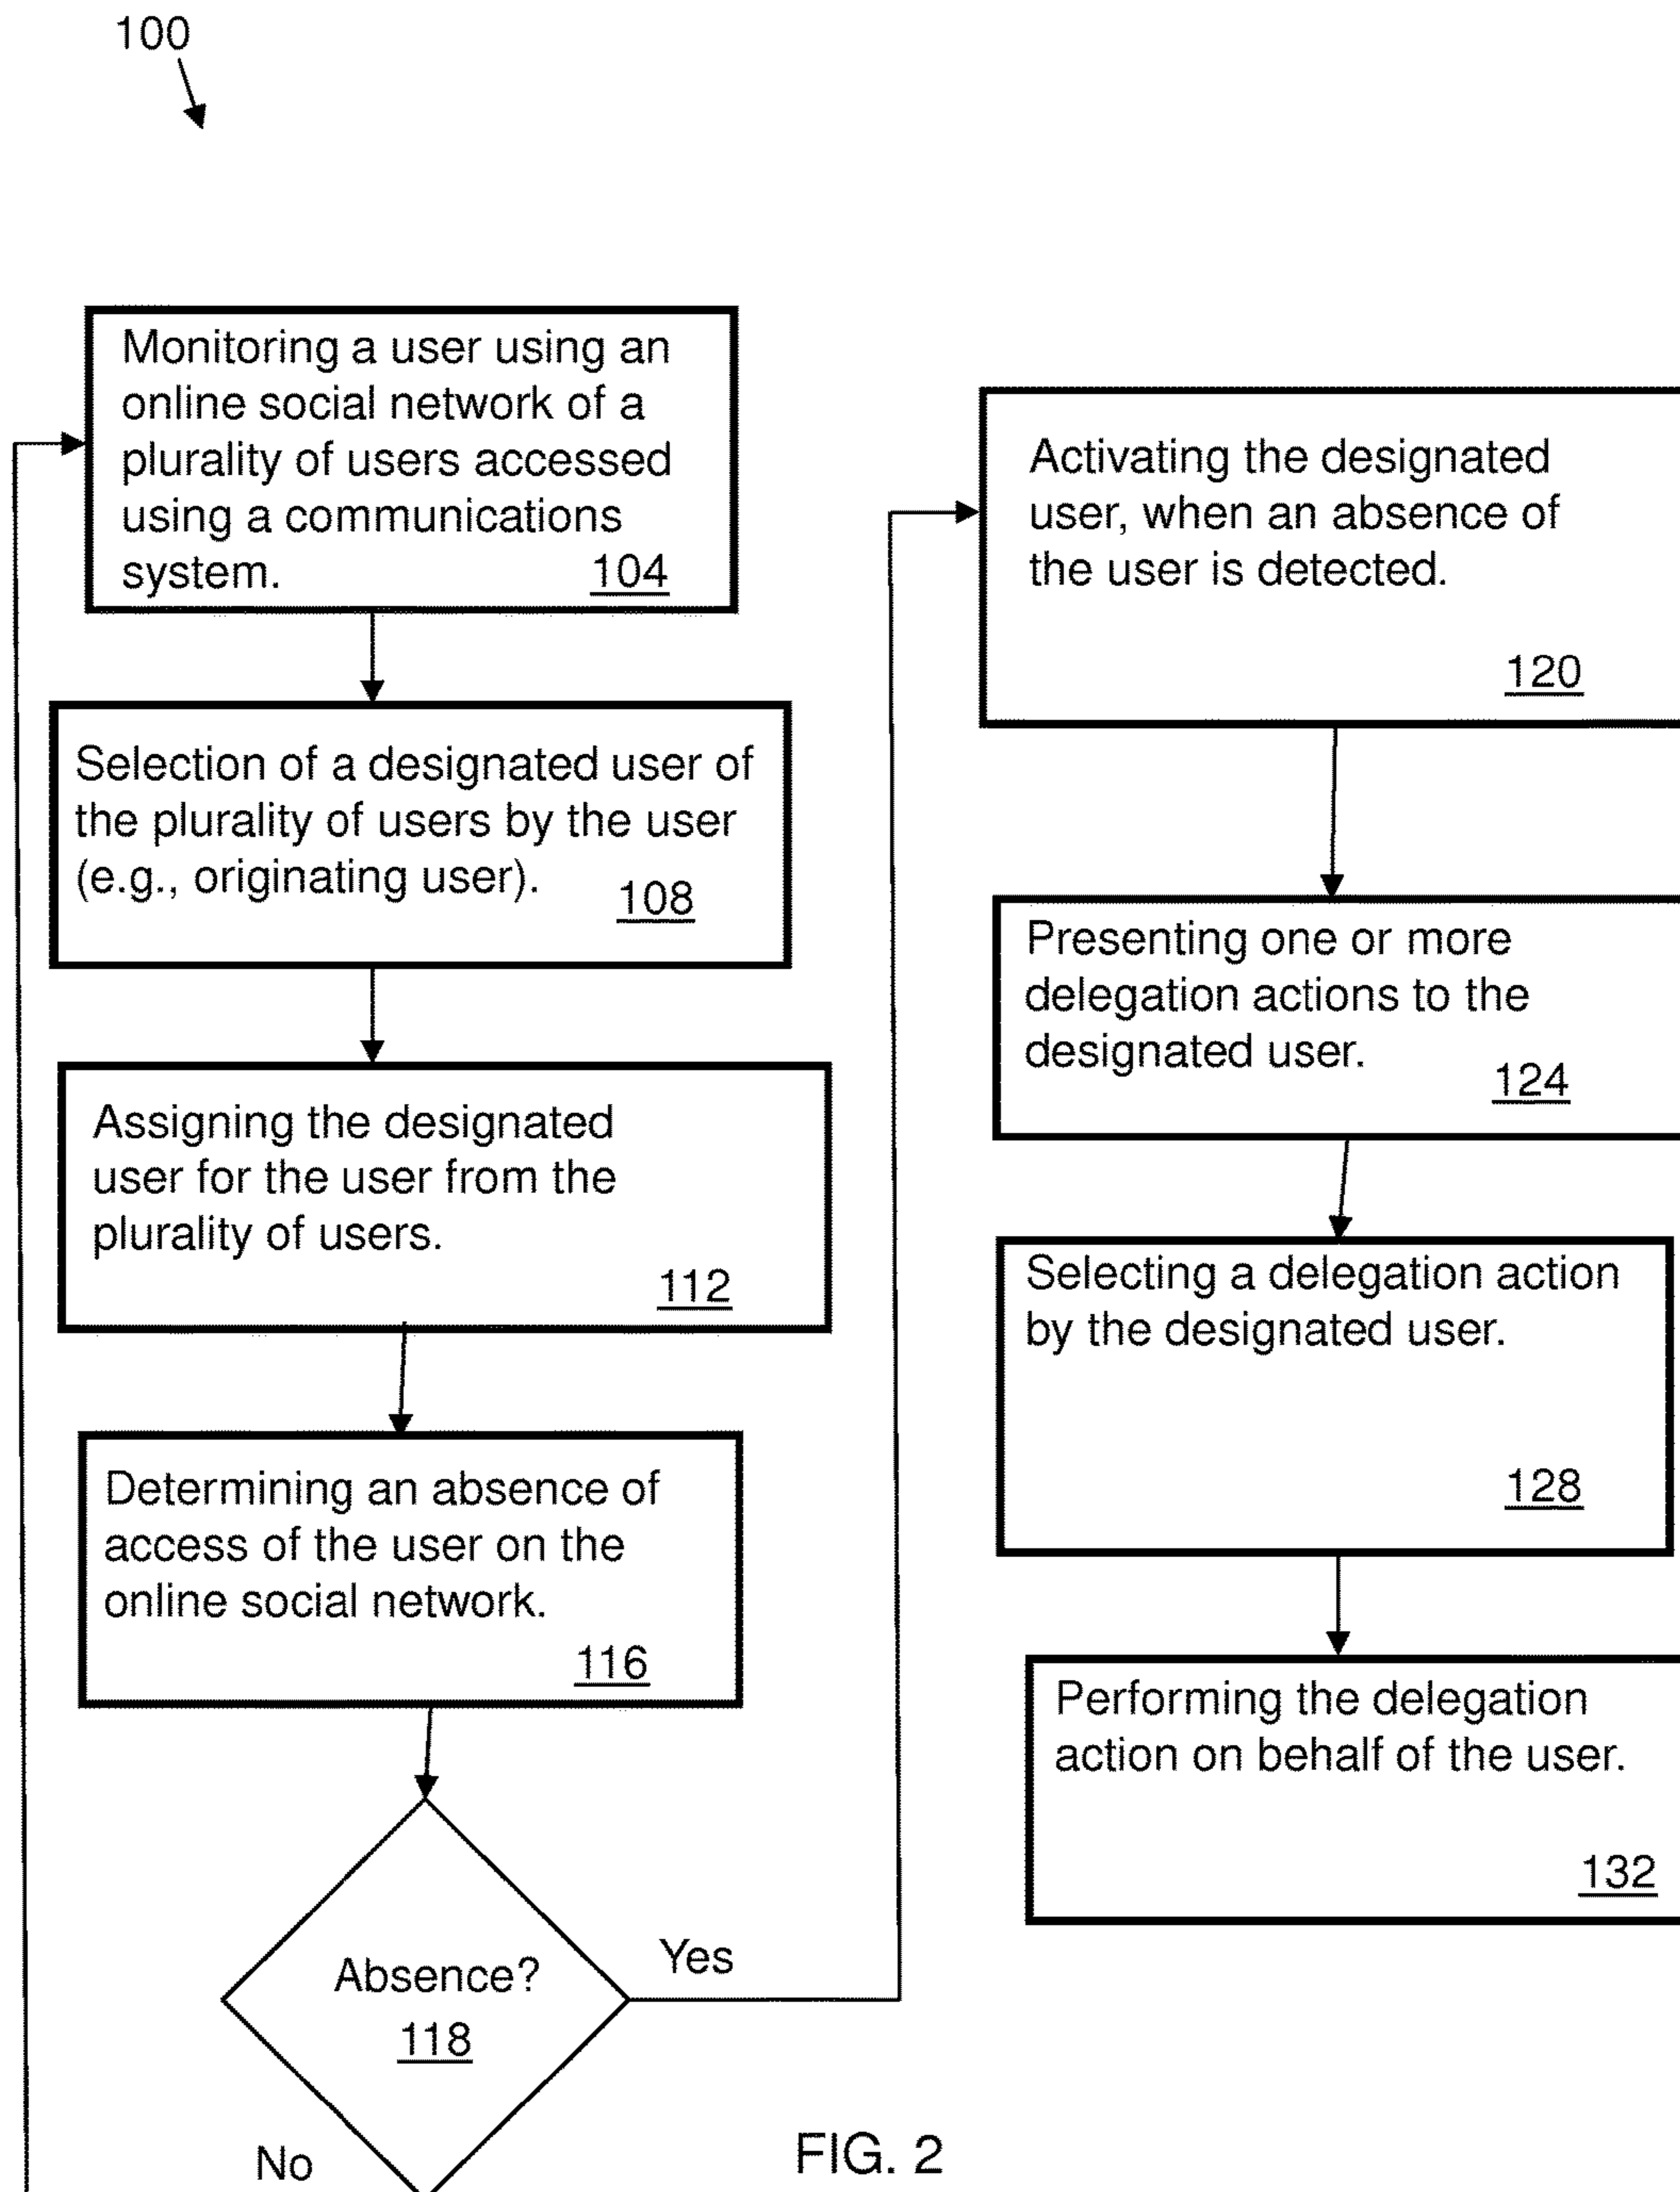 100
Monitoring a user using an
online social network of a
plurality of users accessed
using a communications
system.
104
Selection of a designated user of
the plurality of users by the user
(e.g., originating user).
108
Assigning the designated
user for the user from the
plurality of users.
112
Determining an absence of
access of the user on the
online social network.
116
Absence?
118
Yes
No
Activating the designated
user, when an absence of
the user is detected.
120
Presenting one or more
delegation actions to the
designated user.
124
Selecting a delegation action
by the designated user.
128
Performing the delegation
action on behalf of the user.
132
FIG. 2